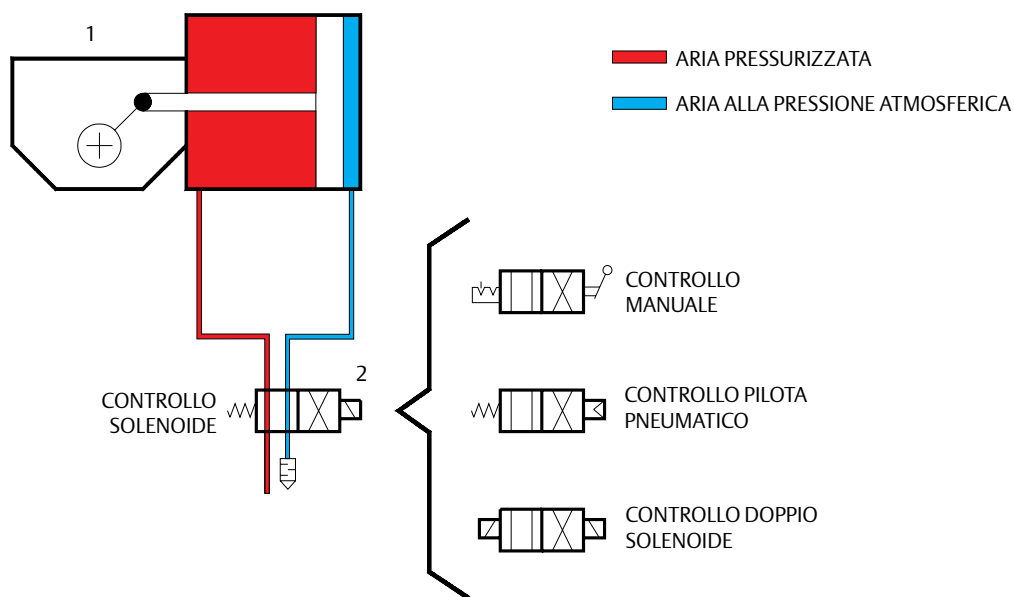 1
ARIA PRESSURIZZATA
ARIA ALLA PRESSIONE ATMOSFERICA
CONTROLLO
MANUALE
2
CONTROLLO
SOLENOIDE
CONTROLLO PILOTA
PNEUMATICO
CONTROLLO DOPPIO
SOLENOIDE